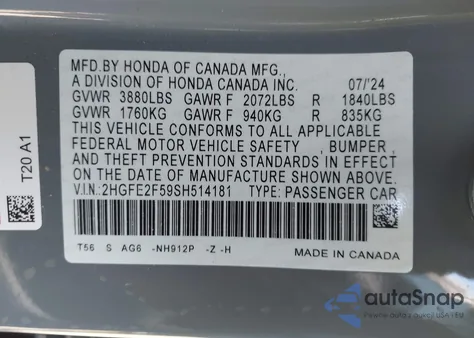 MFD.BY HONDA OF CANADA MFG.,
A DIVISION OF HONDA CANADA INC. 07/'24
GVWR 3880LBS GAWR F 2072LBS R 1840LBS
GVWR 1760KG GAWR F 940KG R 835KG
THIS VEHICLE CONFORMS TO ALL APPLICABLE
FEDERAL MOTOR VEHICLE SAFETY , BUMPER ,
AND THEFT PREVENTION STANDARDS IN EFFECT
ON THE DATE OF MANUFACTURE SHOWN ABOVE.
V.I.N:2HGFE2F59SH514181 TYPE:PASSENGER CAR
T56 S AG6 -NH912P -Z -H
MADE IN CANADA
T20 A1
autoSnap